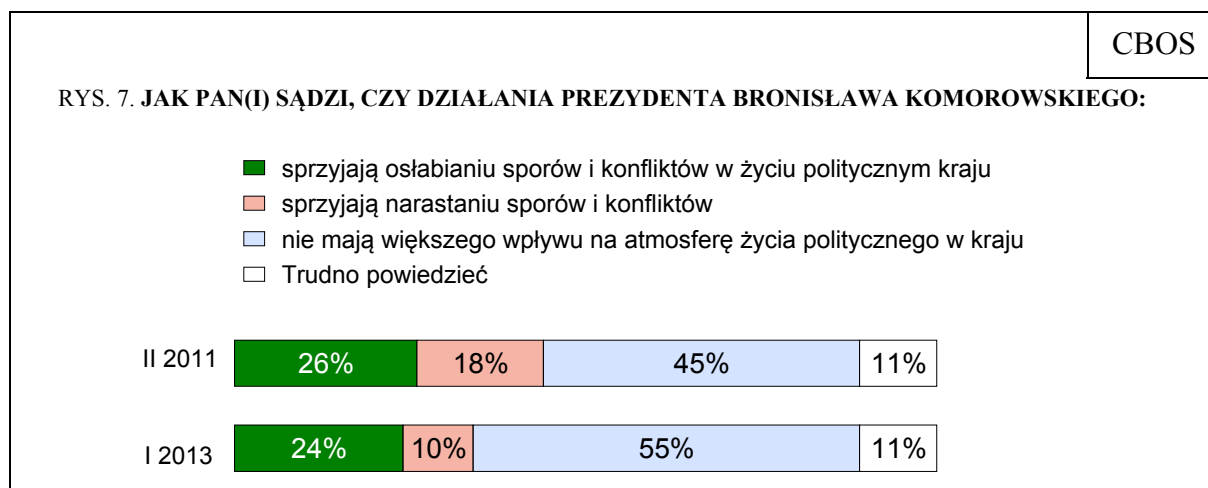 CBOS
RYS. 7. JAK PAN(I) SĄDZI, CZY DZIAŁANIA PREZYDENTA BRONISŁAWA KOMOROWSKIEGO:
sprzyjają osłabianiu sporów i konfliktów w życiu politycznym kraju
sprzyjają narastaniu sporów i konfliktów
nie mają większego wpływu na atmosferę życia politycznego w kraju
Trudno powiedzieć
II 2011 26% 18% 45% 11%
I 2013 24% 10% 55% 11%